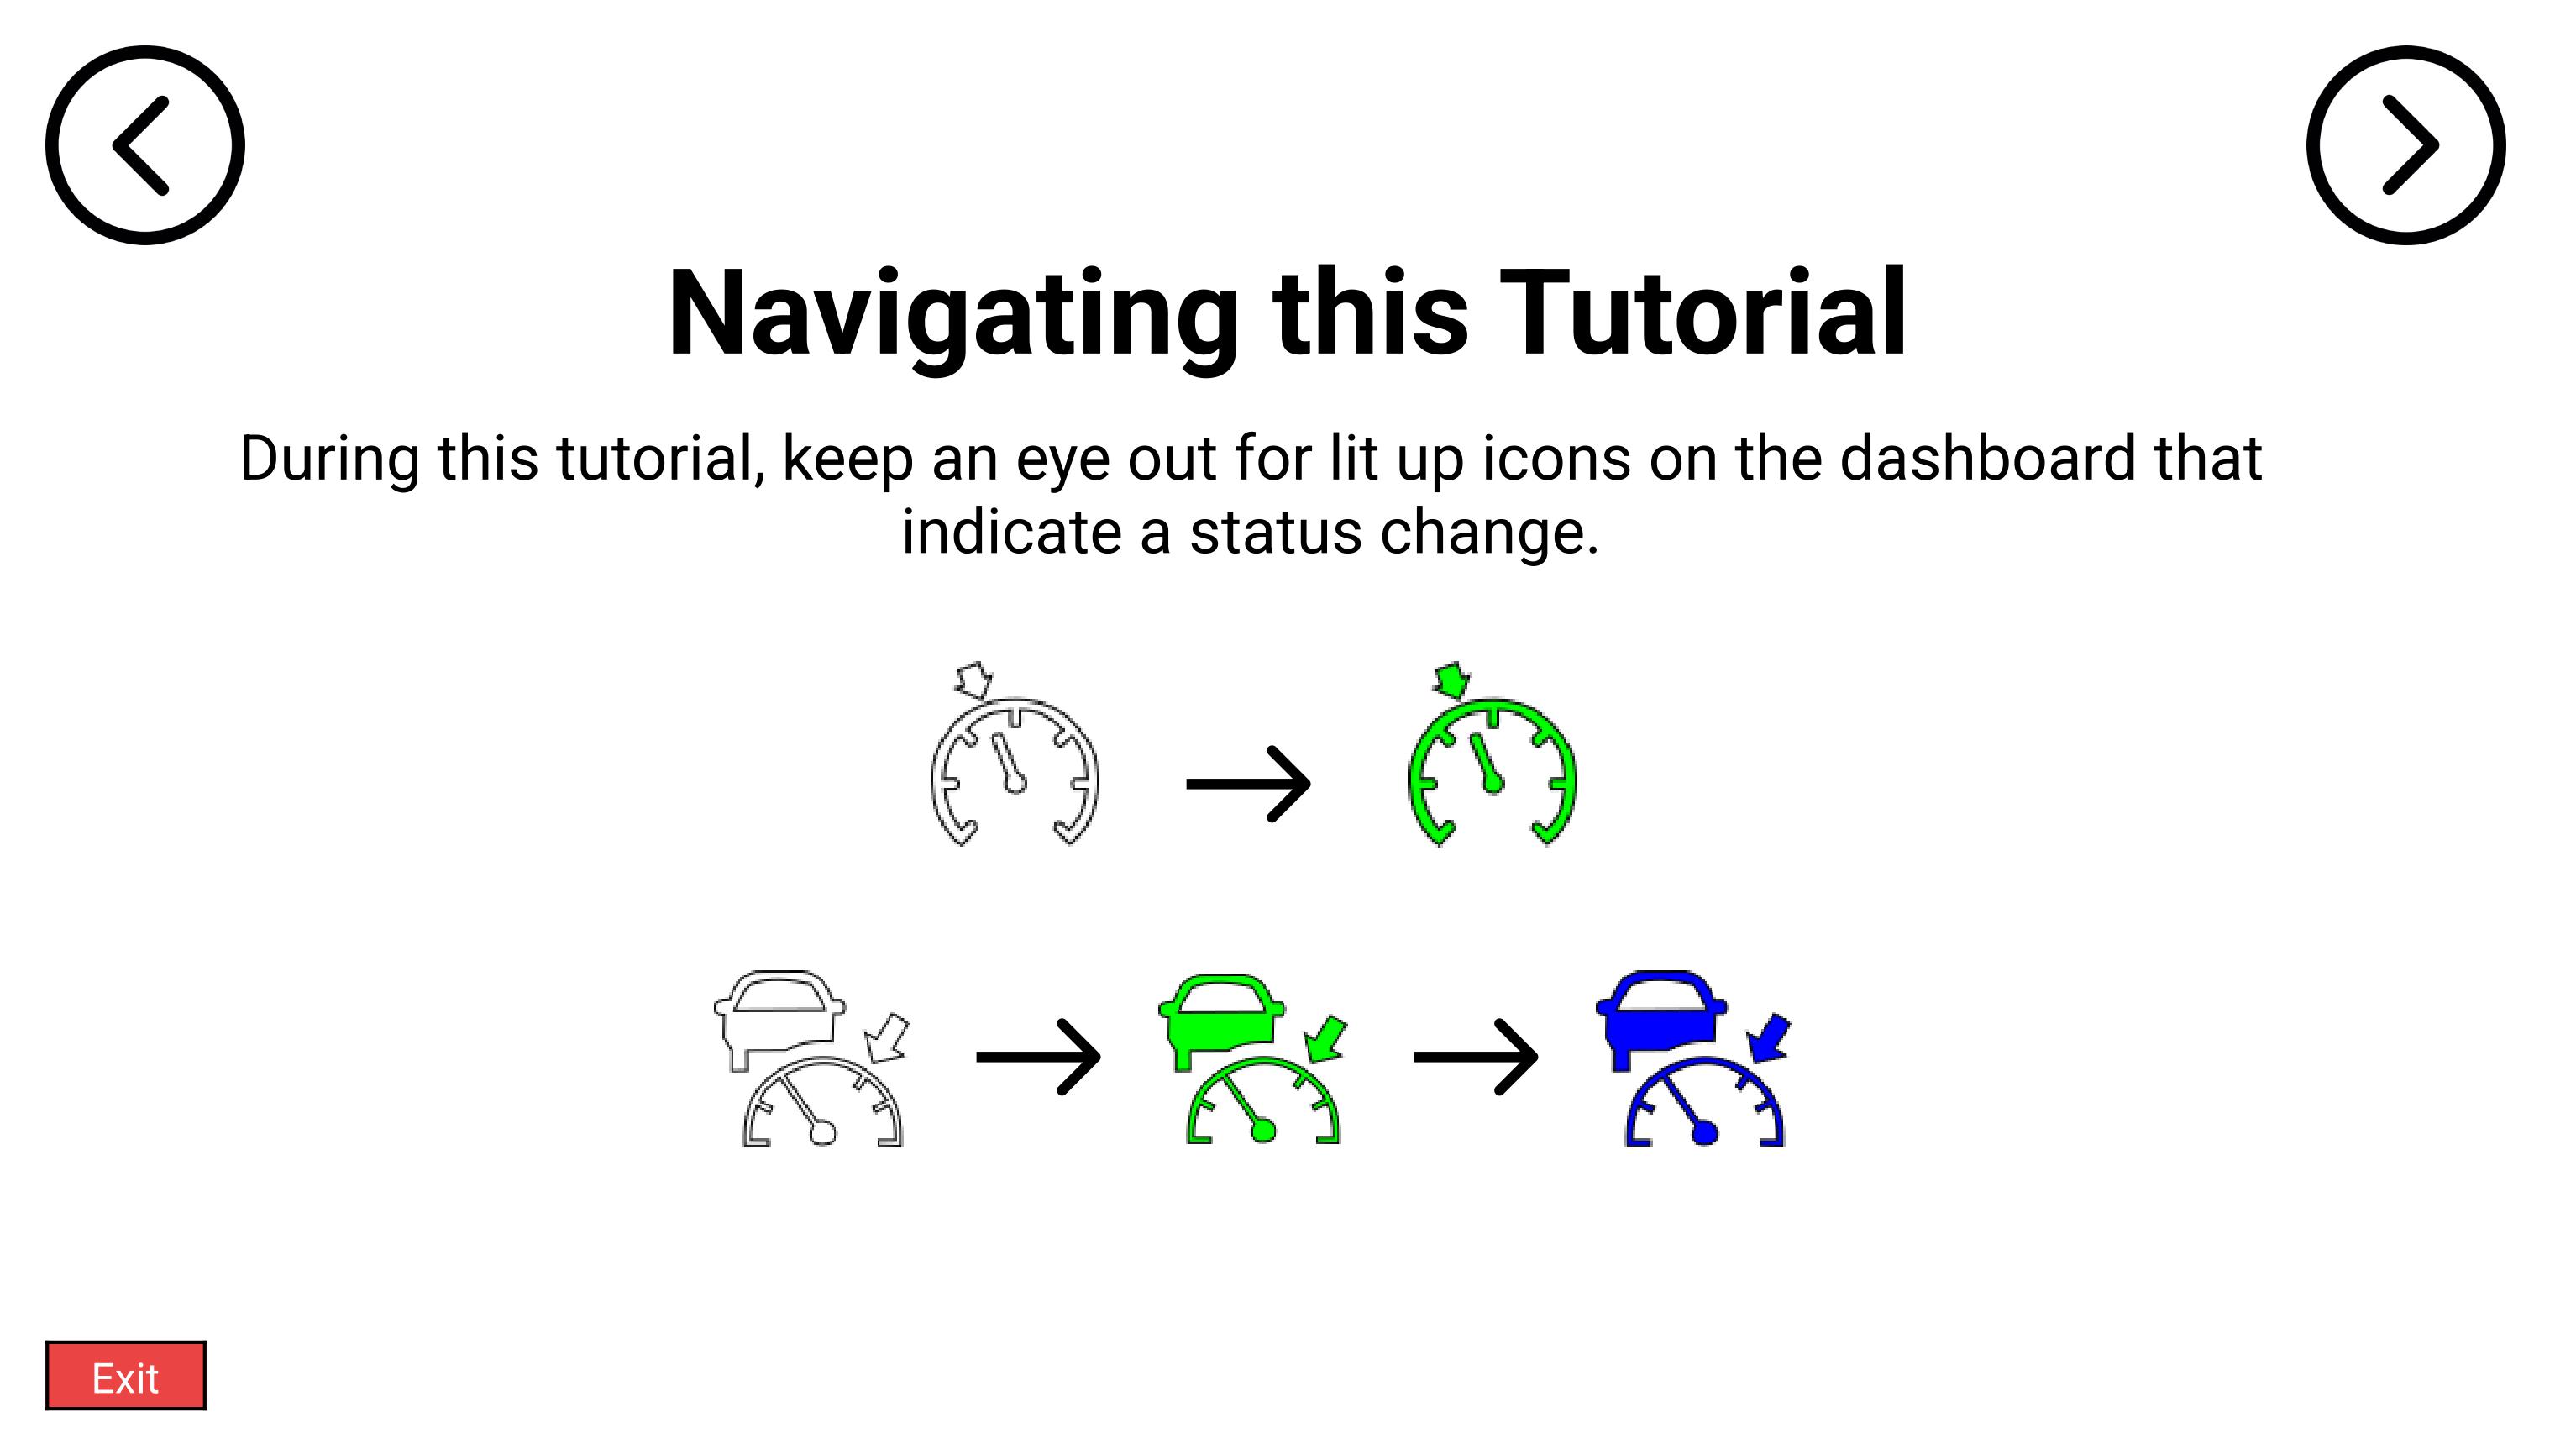 Navigating this Tutorial
During this tutorial, keep an eye out for lit up icons on the dashboard that
indicate a status change.
Exit